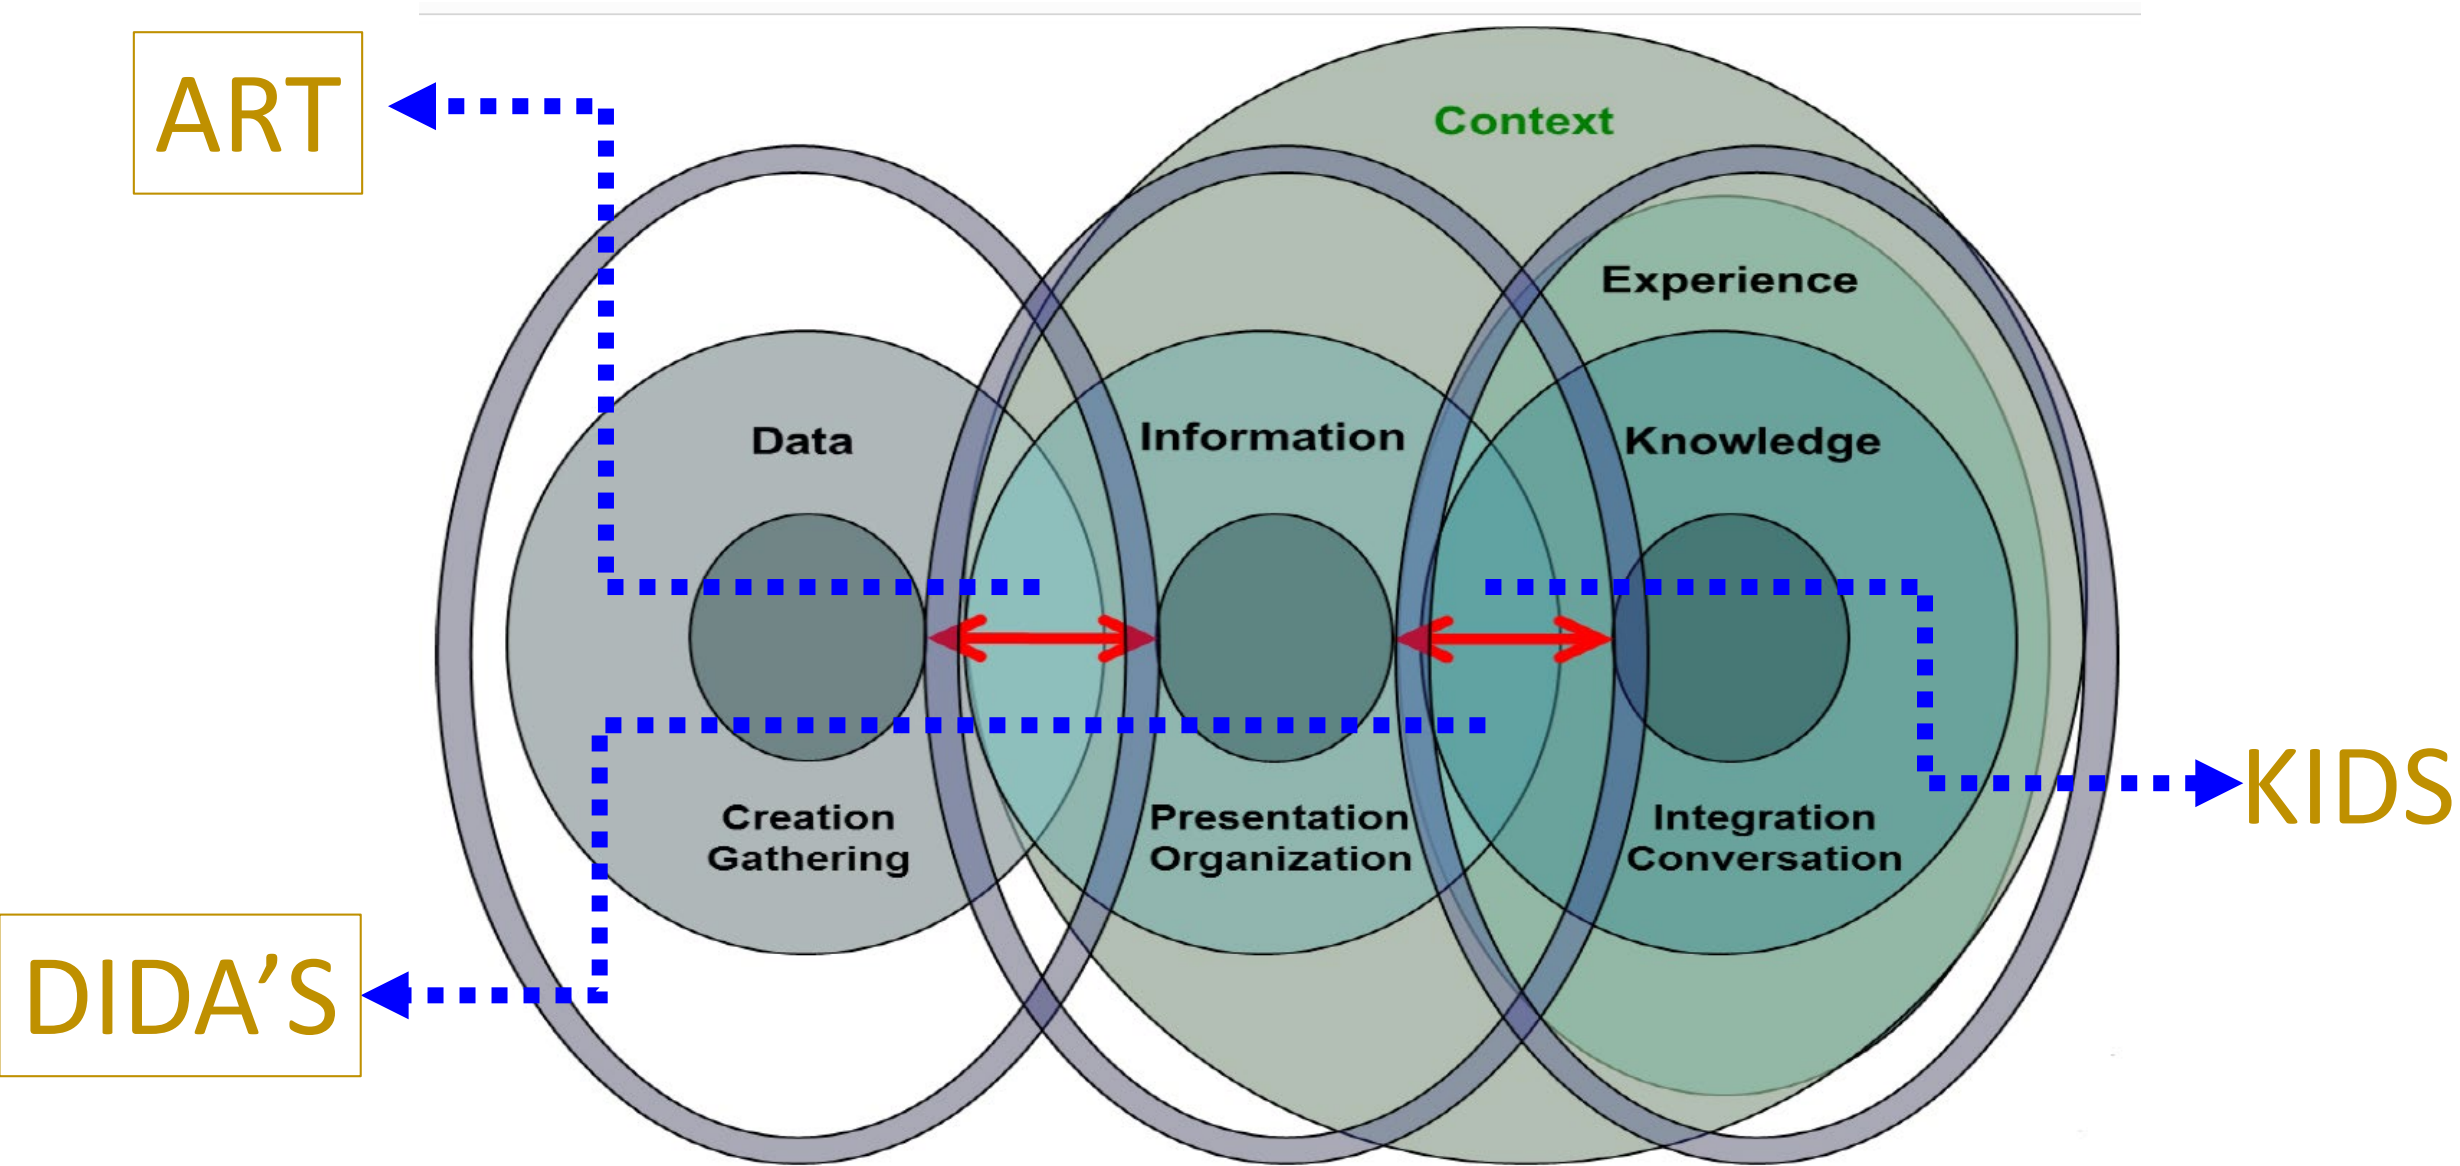 ART
Context
Experience
Data
Information
Knowledge
KIDS
Creation
Gathering
Presentation
Organization
Integration
Conversation
DIDA’S